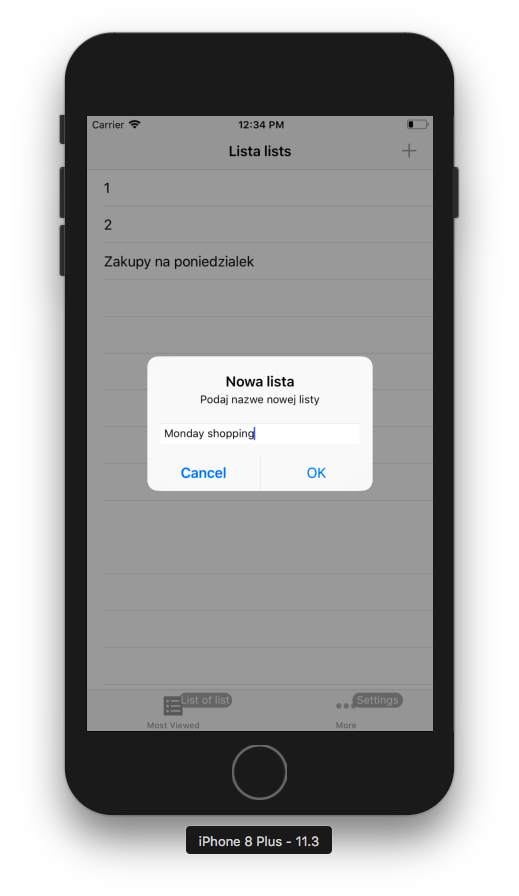 Carrier
12:34 PM
Lista lists
1
2
Zakupy na poniedzialek
Nowa lista
Podaj nazwe nowej listy
Monday shopping
Cancel
OK
List of list
Settings
Most Viewed
More
iPhone 8 Plus - 11.3